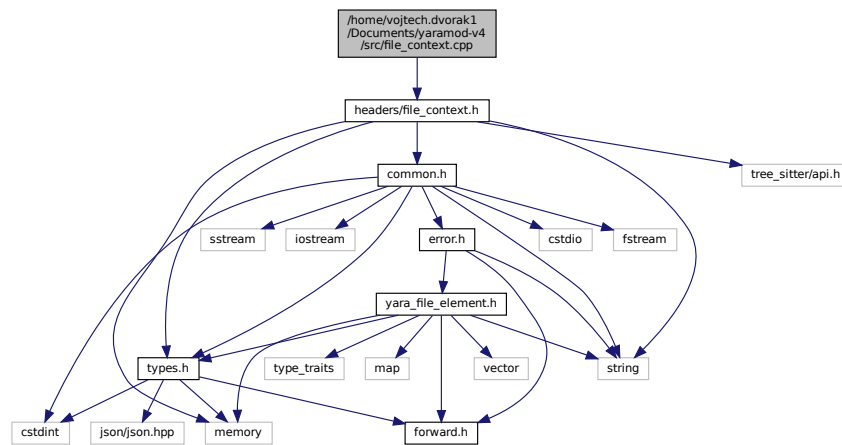 /home/vojtech.dvorak1
/Documents/yaramod-v4
/src/file_context.cpp
headers/file_context.h
common.h
tree_sitter/api.h
sstream
iostream
error.h
cstdio
fstream
yara_file_element.h
types.h
type_traits
map
vector
string
cstdint
json/json.hpp
memory
forward.h